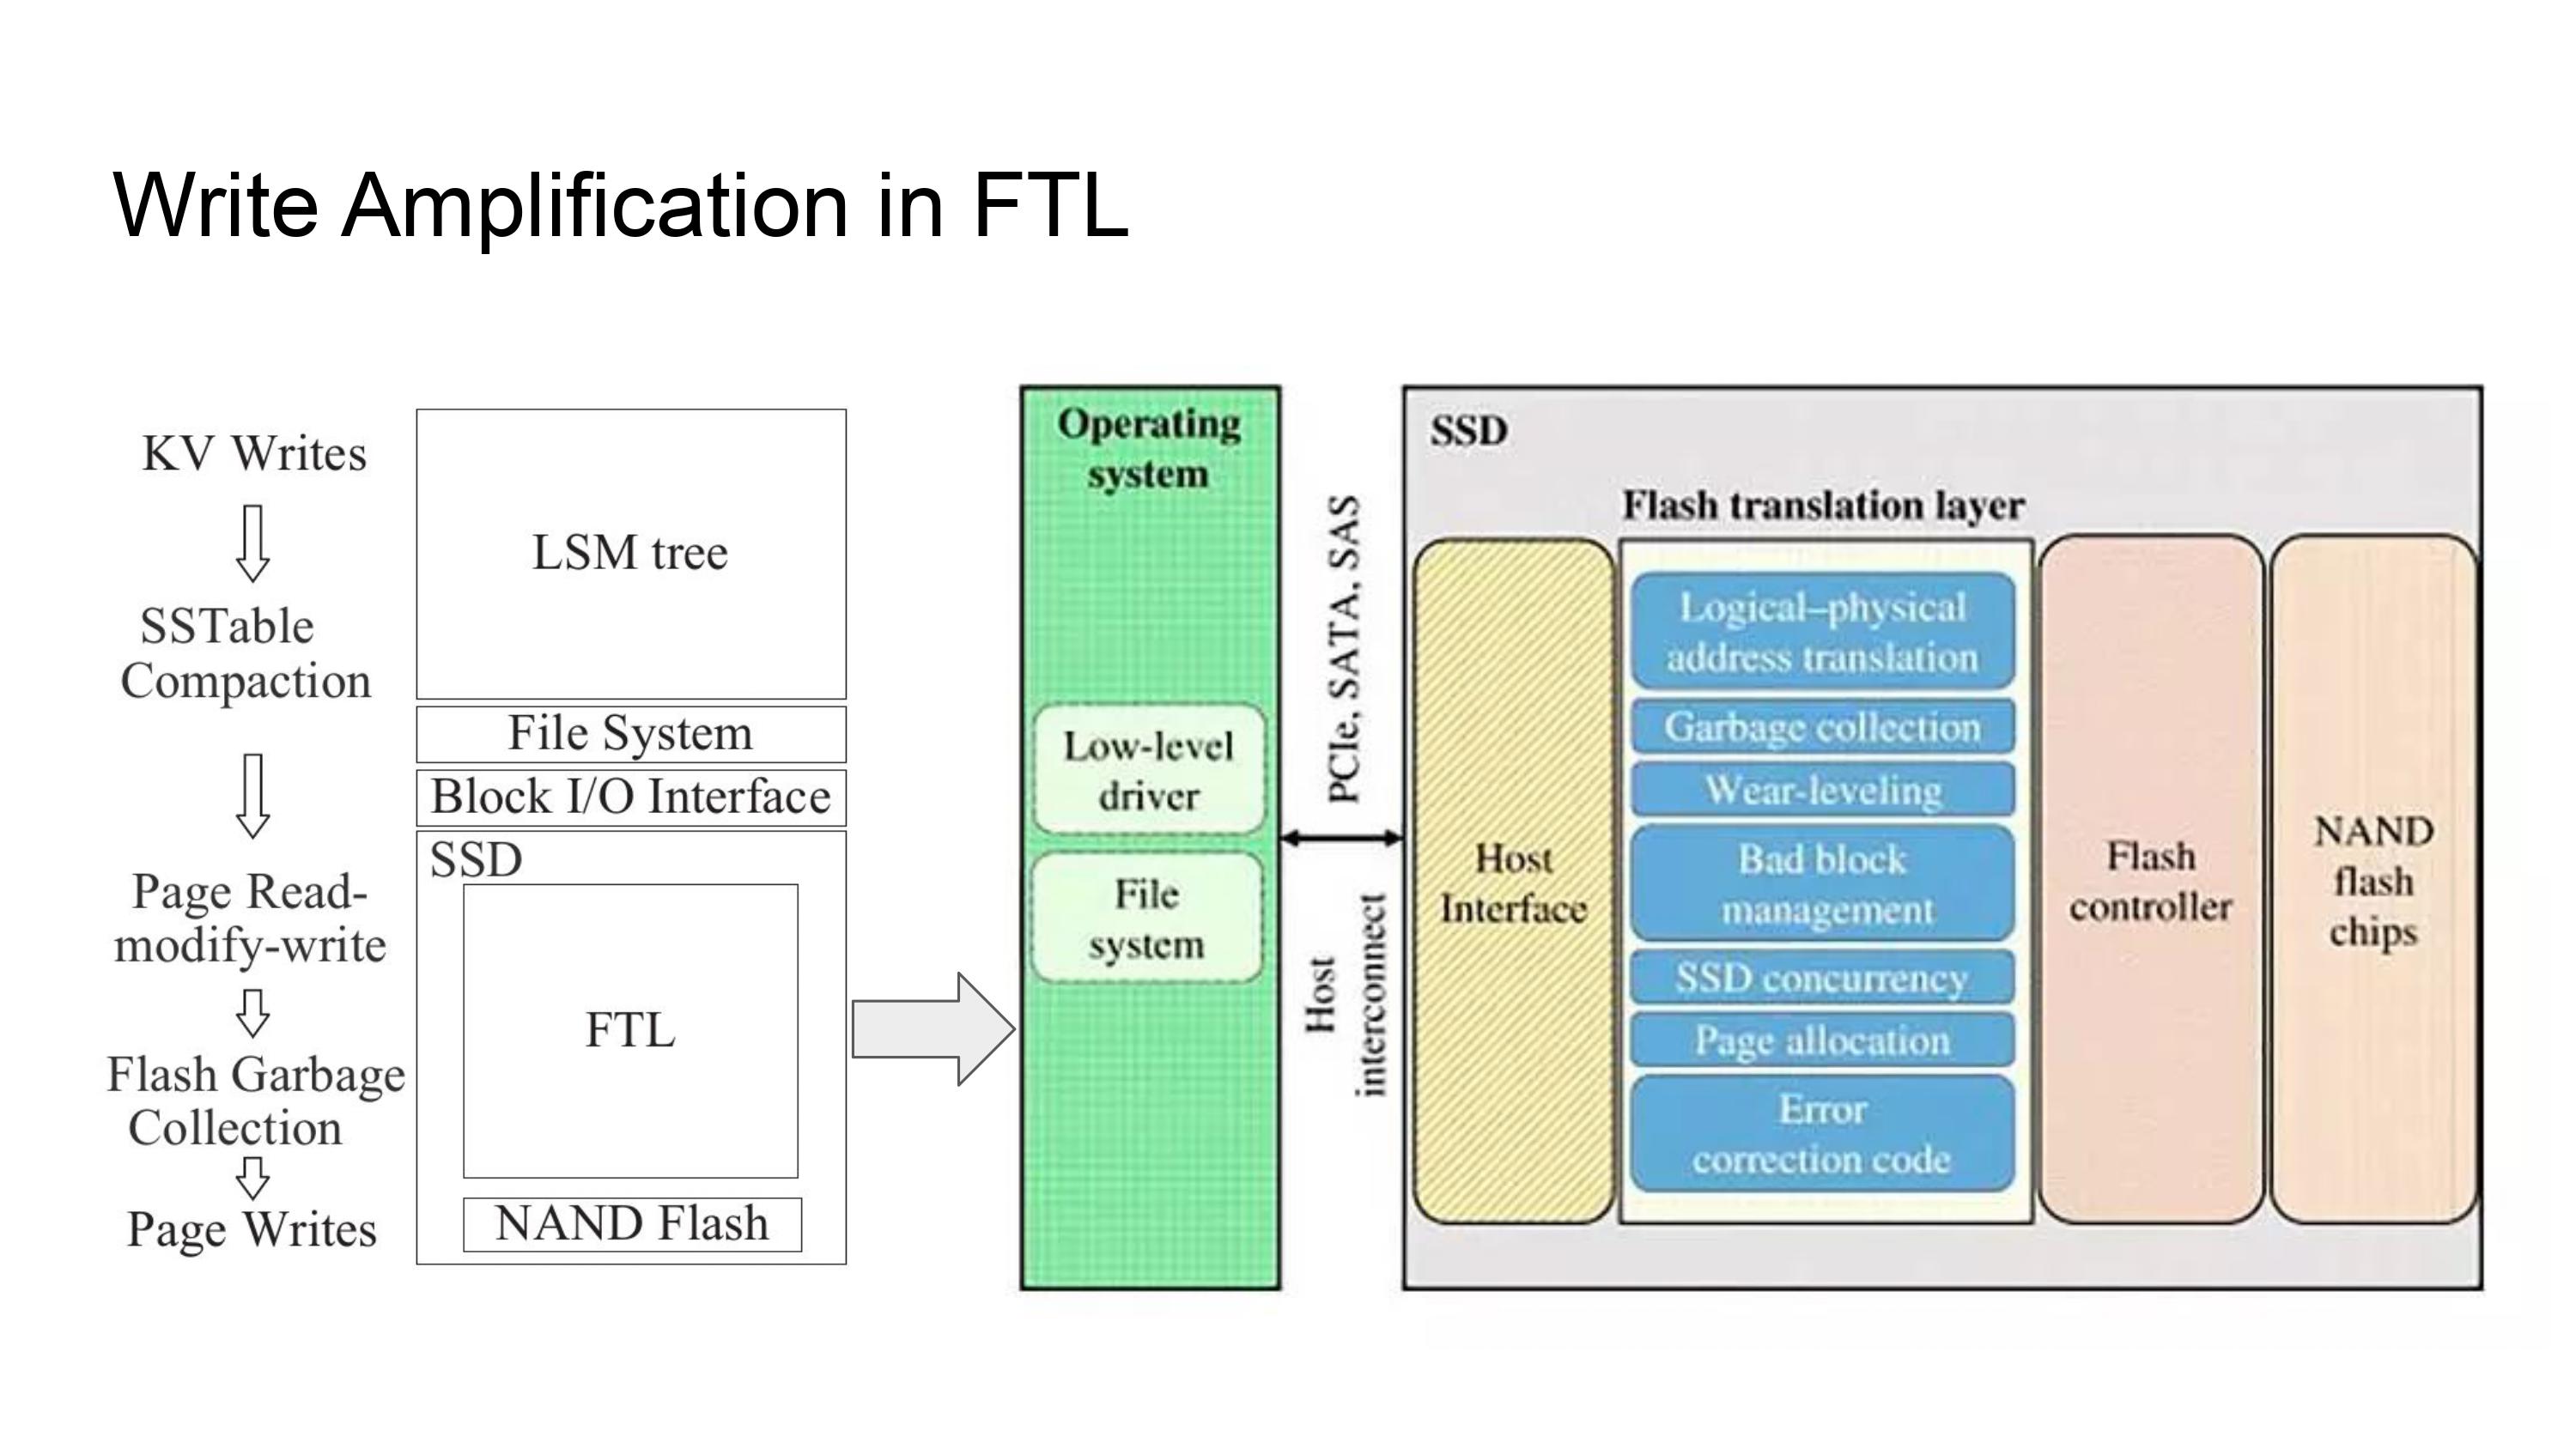 Write Amplification in FTL
KV Writes
SSTable
Compaction
Page Read-
modify-write
Flash Garbage
Collection
Page Writes
LSM tree
File System
Block I/O Interface
SSD
FTL
NAND Flash
Operating
system
Low-level
driver
File
system
PCIe, SATA, SAS
Host
interconnect
SSD
Flash translation layer
Host
Interface
Logical–physical
address translation
Garbage collection
Wear-leveling
Bad block
management
SSD concurrency
Page allocation
Error
correction code
Flash
controller
NAND
flash
chips